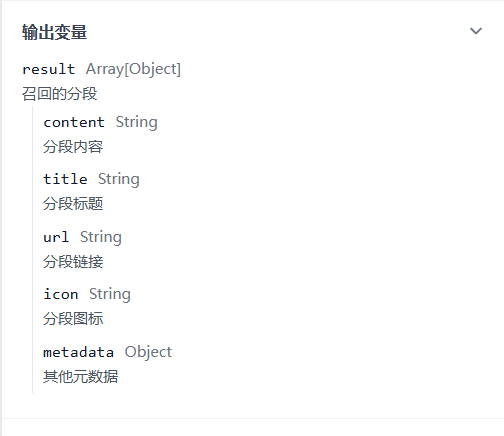 输出变量
result Array[Object]
召回的分段
content String
分段内容
title String
分段标题
url String
分段链接
icon String
分段图标
metadata Object
其他元数据